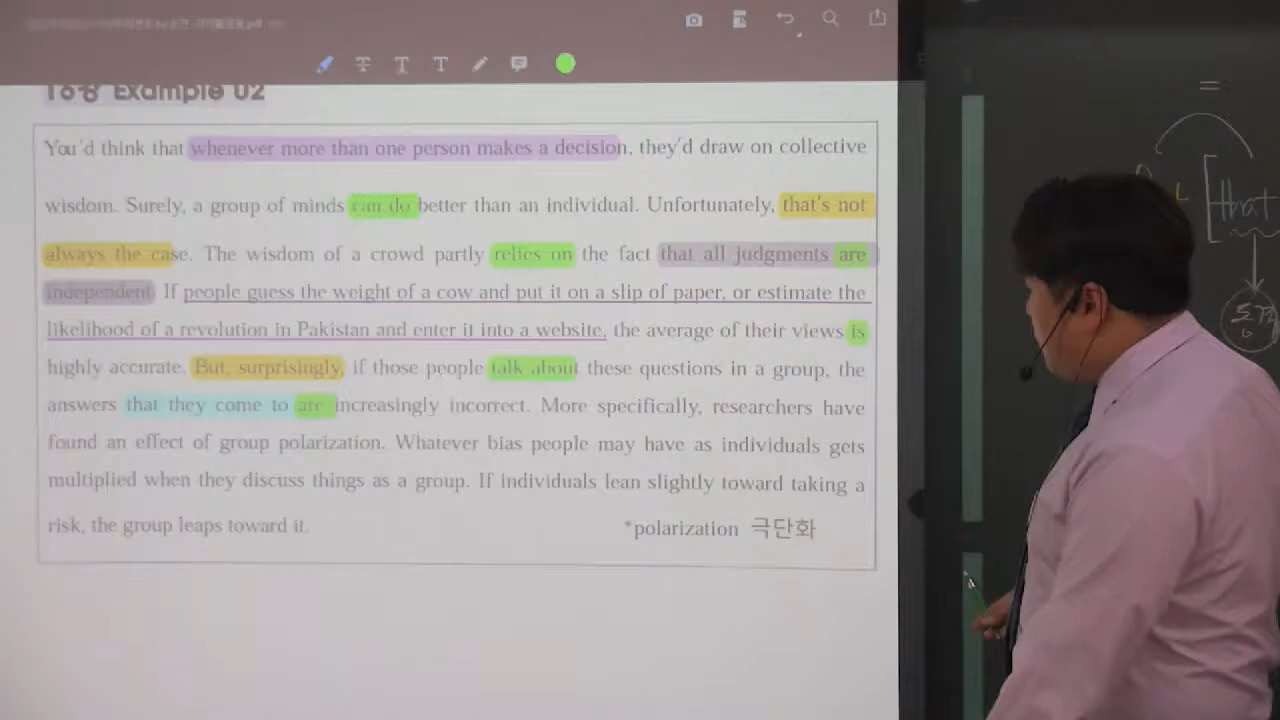 16강 Example 02
You'd think that whenever more than one person makes a decision, they'd draw on collective
wisdom. Surely, a group of minds can do better than an individual. Unfortunately, that's not
always the case. The wisdom of a crowd partly relies on the fact that all judgments are
independent. If people guess the weight of a cow and put it on a slip of paper, or estimate the
likelihood of a revolution in Pakistan and enter it into a website, the average of their views is
highly accurate. But, surprisingly, if those people talk about these questions in a group, the
answers that they come to are increasingly incorrect. More specifically, researchers have
found an effect of group polarization. Whatever bias people may have as individuals gets
multiplied when they discuss things as a group. If individuals lean slightly toward taking a
risk, the group leaps toward it.
*polarization 극단화
=
[that
동격